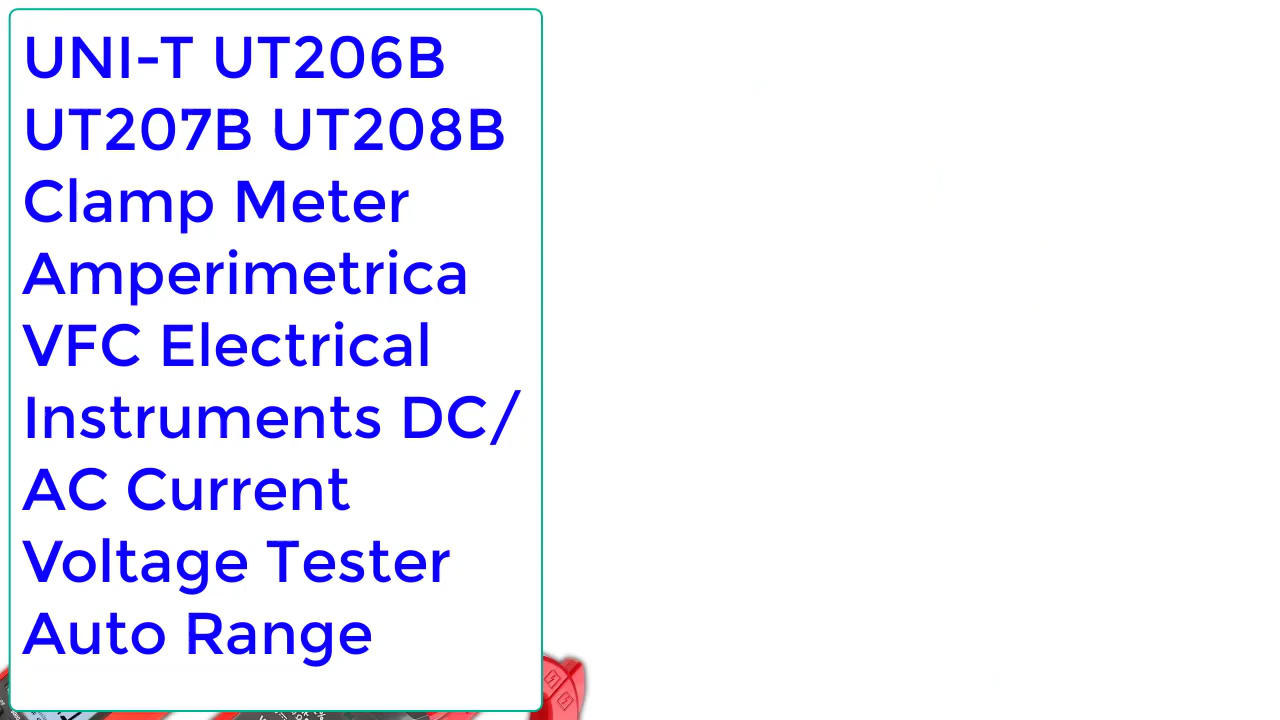 UNI-T UT206B
UT207B UT208B
Clamp Meter
Amperimetrica
VFC Electrical
Instruments DC/
AC Current
Voltage Tester
Auto Range